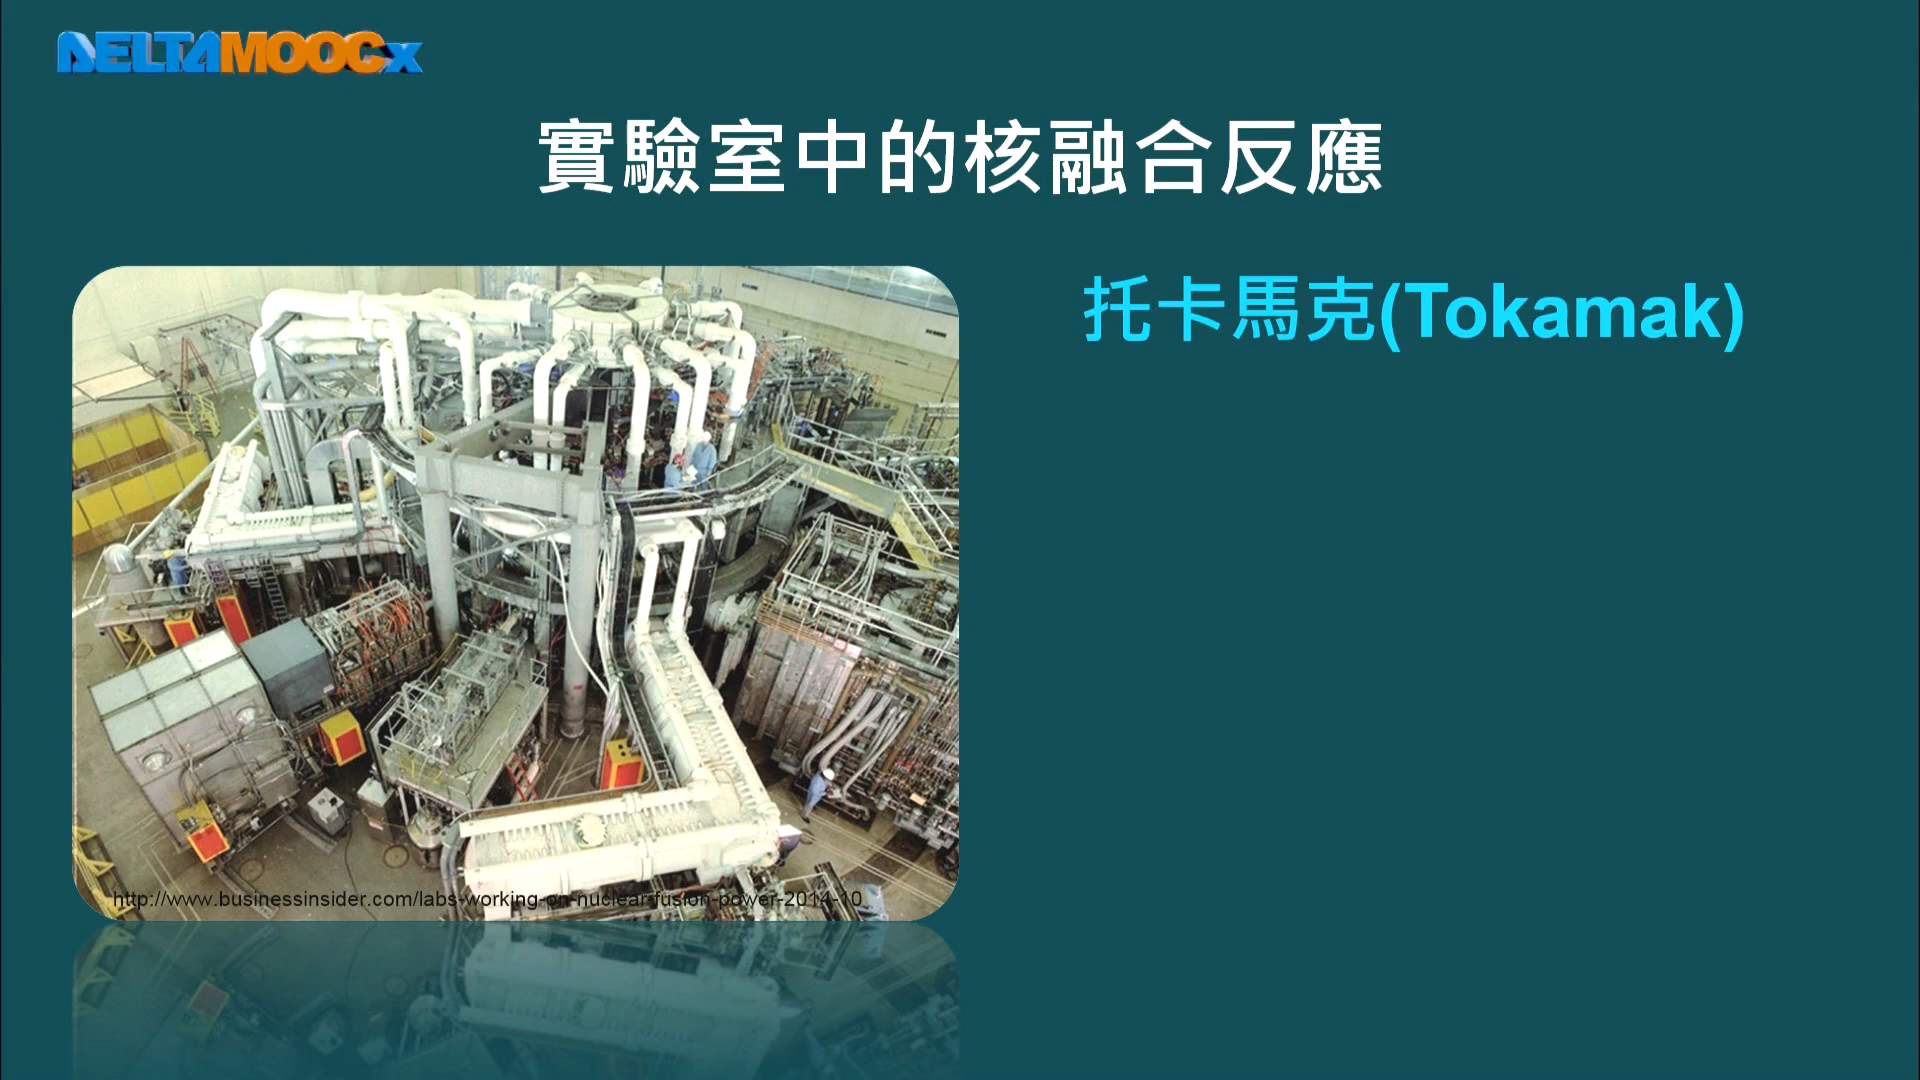 DELTAMOOCx
實驗室中的核融合反應
托卡馬克(Tokamak)
http://www.businessinsider.com/labs-working-on-nuclear-fusion-power-2014-10